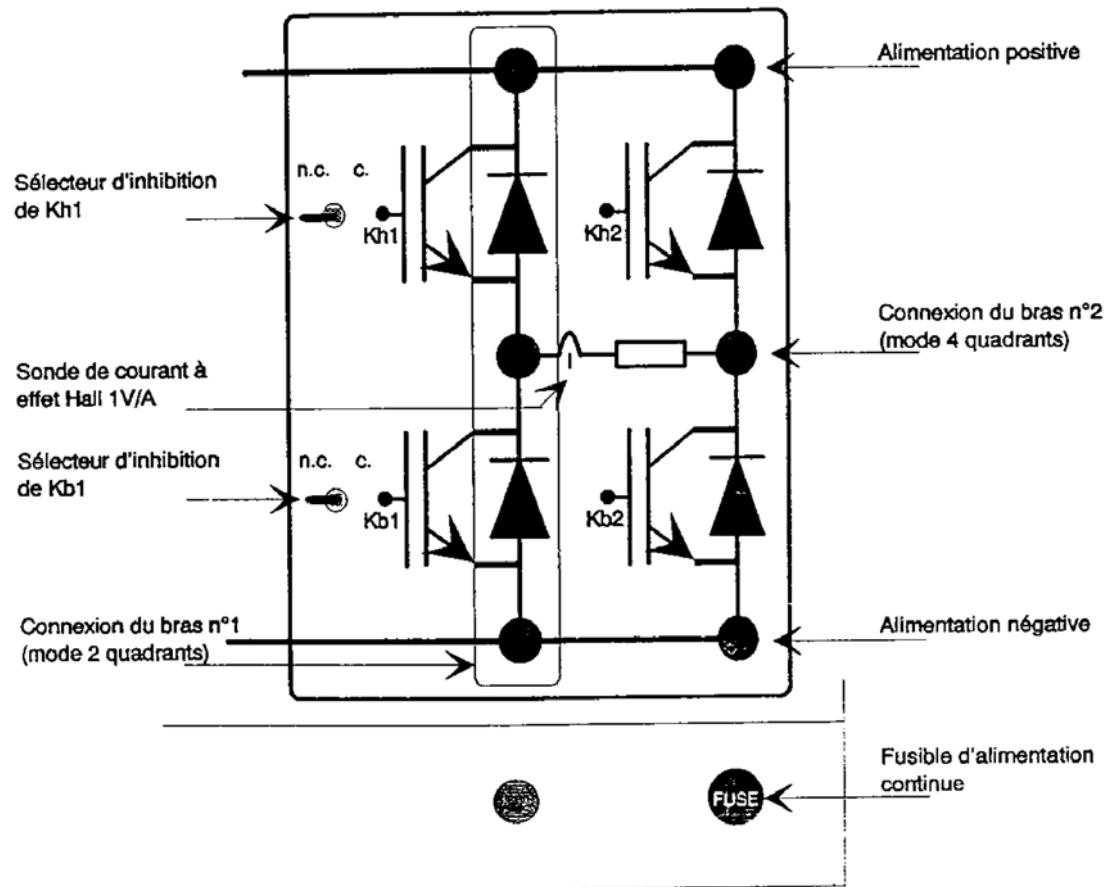 Alimentation positive
Sélecteur d'inhibition
de Kh1
n.c. c.
Kh1
Kh2
Connexion du bras n°2
(mode 4 quadrants)
Sonde de courant à
effet Hall 1V/A
I
Sélecteur d'inhibition
de Kb1
n.c. c.
Kb1
Kb2
Connexion du bras n°1
(mode 2 quadrants)
Alimentation négative
Fusible d'alimentation
continue
FUSE